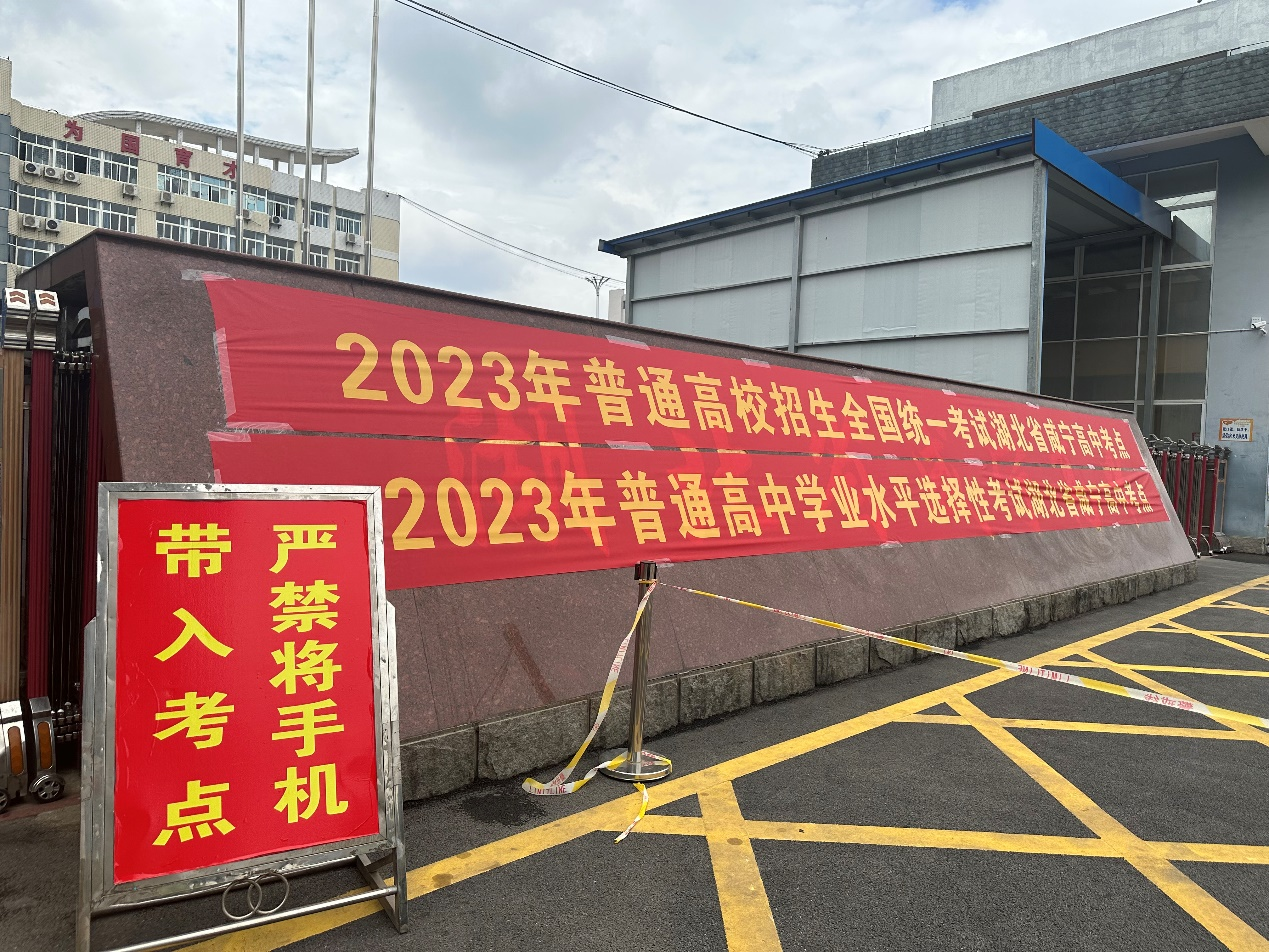 为国育才
2023年普通高校招生全国统一考试湖北省咸宁高中考点
2023年普通高中学业水平选择性考试湖北省咸宁高中考点
严禁将手机
带入考点